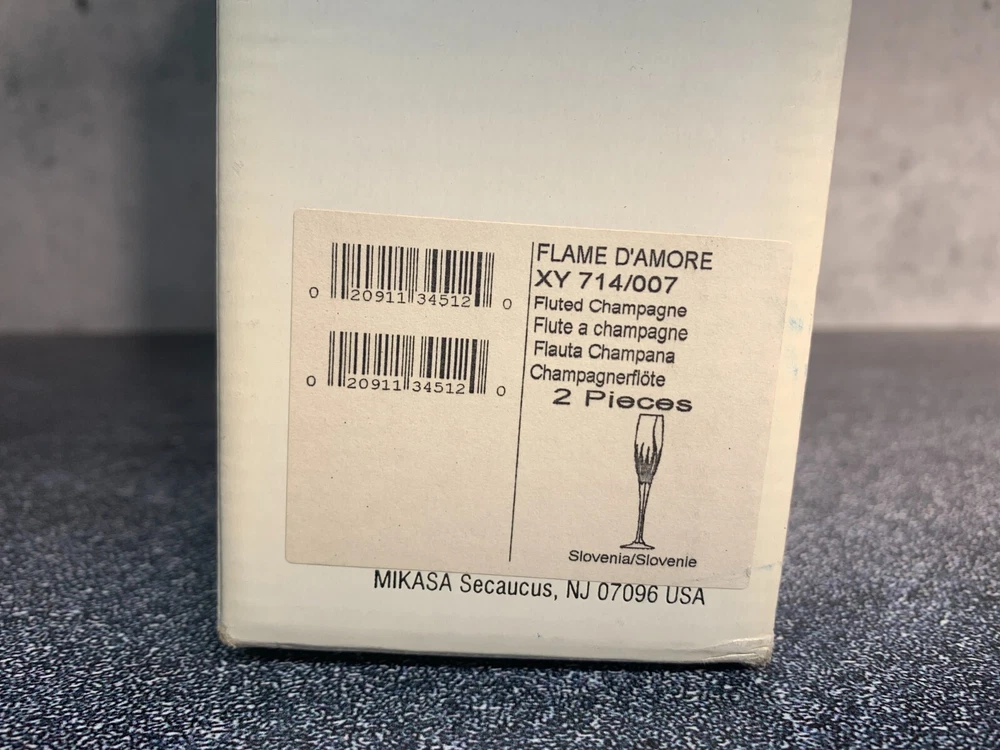 0 20911 34512 0
0 20911 34512 0
FLAME D'AMORE
XY 714/007
Fluted Champagne
Flute a champagne
Flauta Champana
Champagnerflöte
2 Pieces
Slovenia/Slovenie
MIKASA Secaucus, NJ 07096 USA